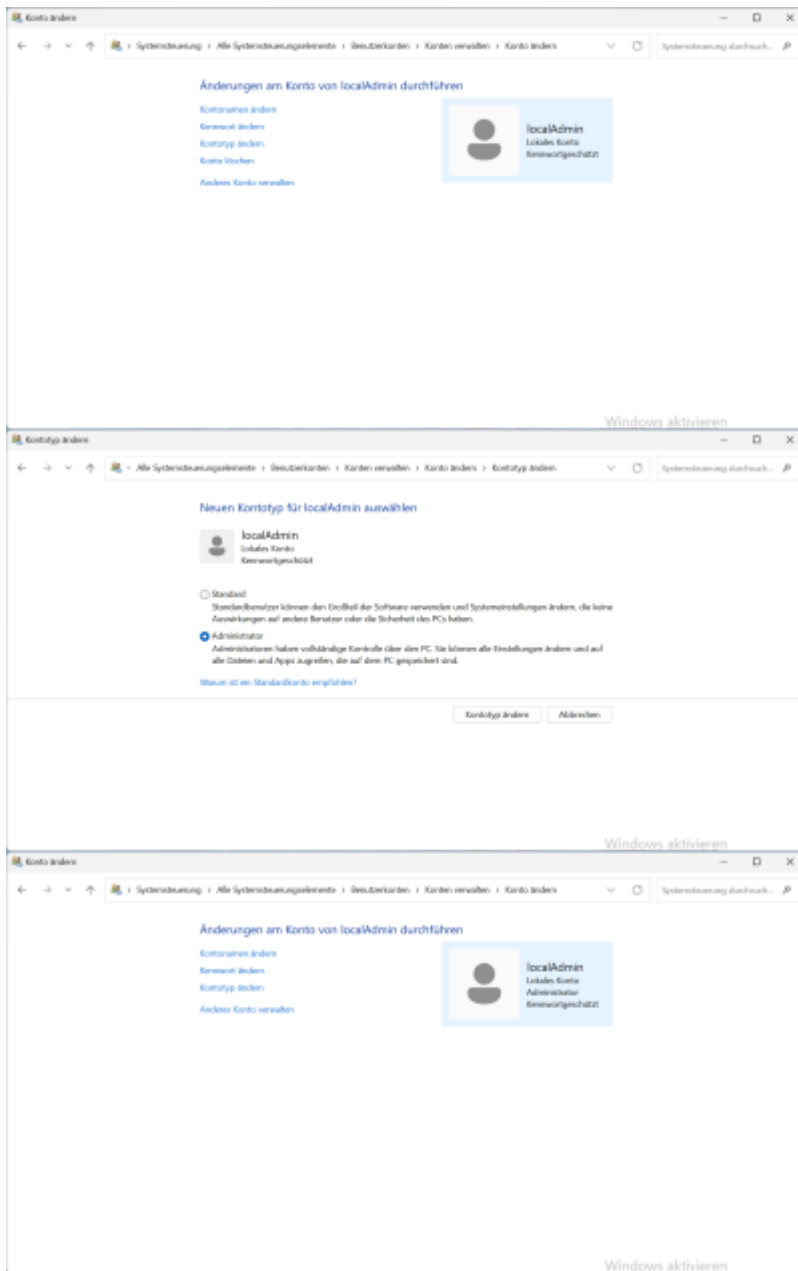 Konto ändern
Systemsteuerung › Alle Systemsteuerungselemente › Benutzerkonten › Konten verwalten › Konto ändern
Systemsteuerung durchsuch...
Änderungen am Konto von localAdmin durchführen
Kontonamen ändern
Kennwort ändern
Kontotyp ändern
Konto löschen
Anderes Konto verwalten
localAdmin
Lokales Konto
Kennwortgeschützt
Windows aktivieren
Kontotyp ändern
Alle Systemsteuerungselemente › Benutzerkonten › Konten verwalten › Konto ändern › Kontotyp ändern
Systemsteuerung durchsuch...
Neuen Kontotyp für localAdmin auswählen
localAdmin
Lokales Konto
Kennwortgeschützt
Standard
Standardbenutzer können den Großteil der Software verwenden und Systemeinstellungen ändern, die keine
Auswirkungen auf andere Benutzer oder die Sicherheit des PCs haben.
Administrator
Administratoren haben vollständige Kontrolle über den PC. Sie können alle Einstellungen ändern und auf
alle Dateien und Apps zugreifen, die auf dem PC gespeichert sind.
Warum ist ein Standardkonto empfohlen?
Kontotyp ändern
Abbrechen
Windows aktivieren
Konto ändern
Systemsteuerung › Alle Systemsteuerungselemente › Benutzerkonten › Konten verwalten › Konto ändern
Systemsteuerung durchsuch...
Änderungen am Konto von localAdmin durchführen
Kontonamen ändern
Kennwort ändern
Kontotyp ändern
Anderes Konto verwalten
localAdmin
Lokales Konto
Administrator
Kennwortgeschützt
Windows aktivieren